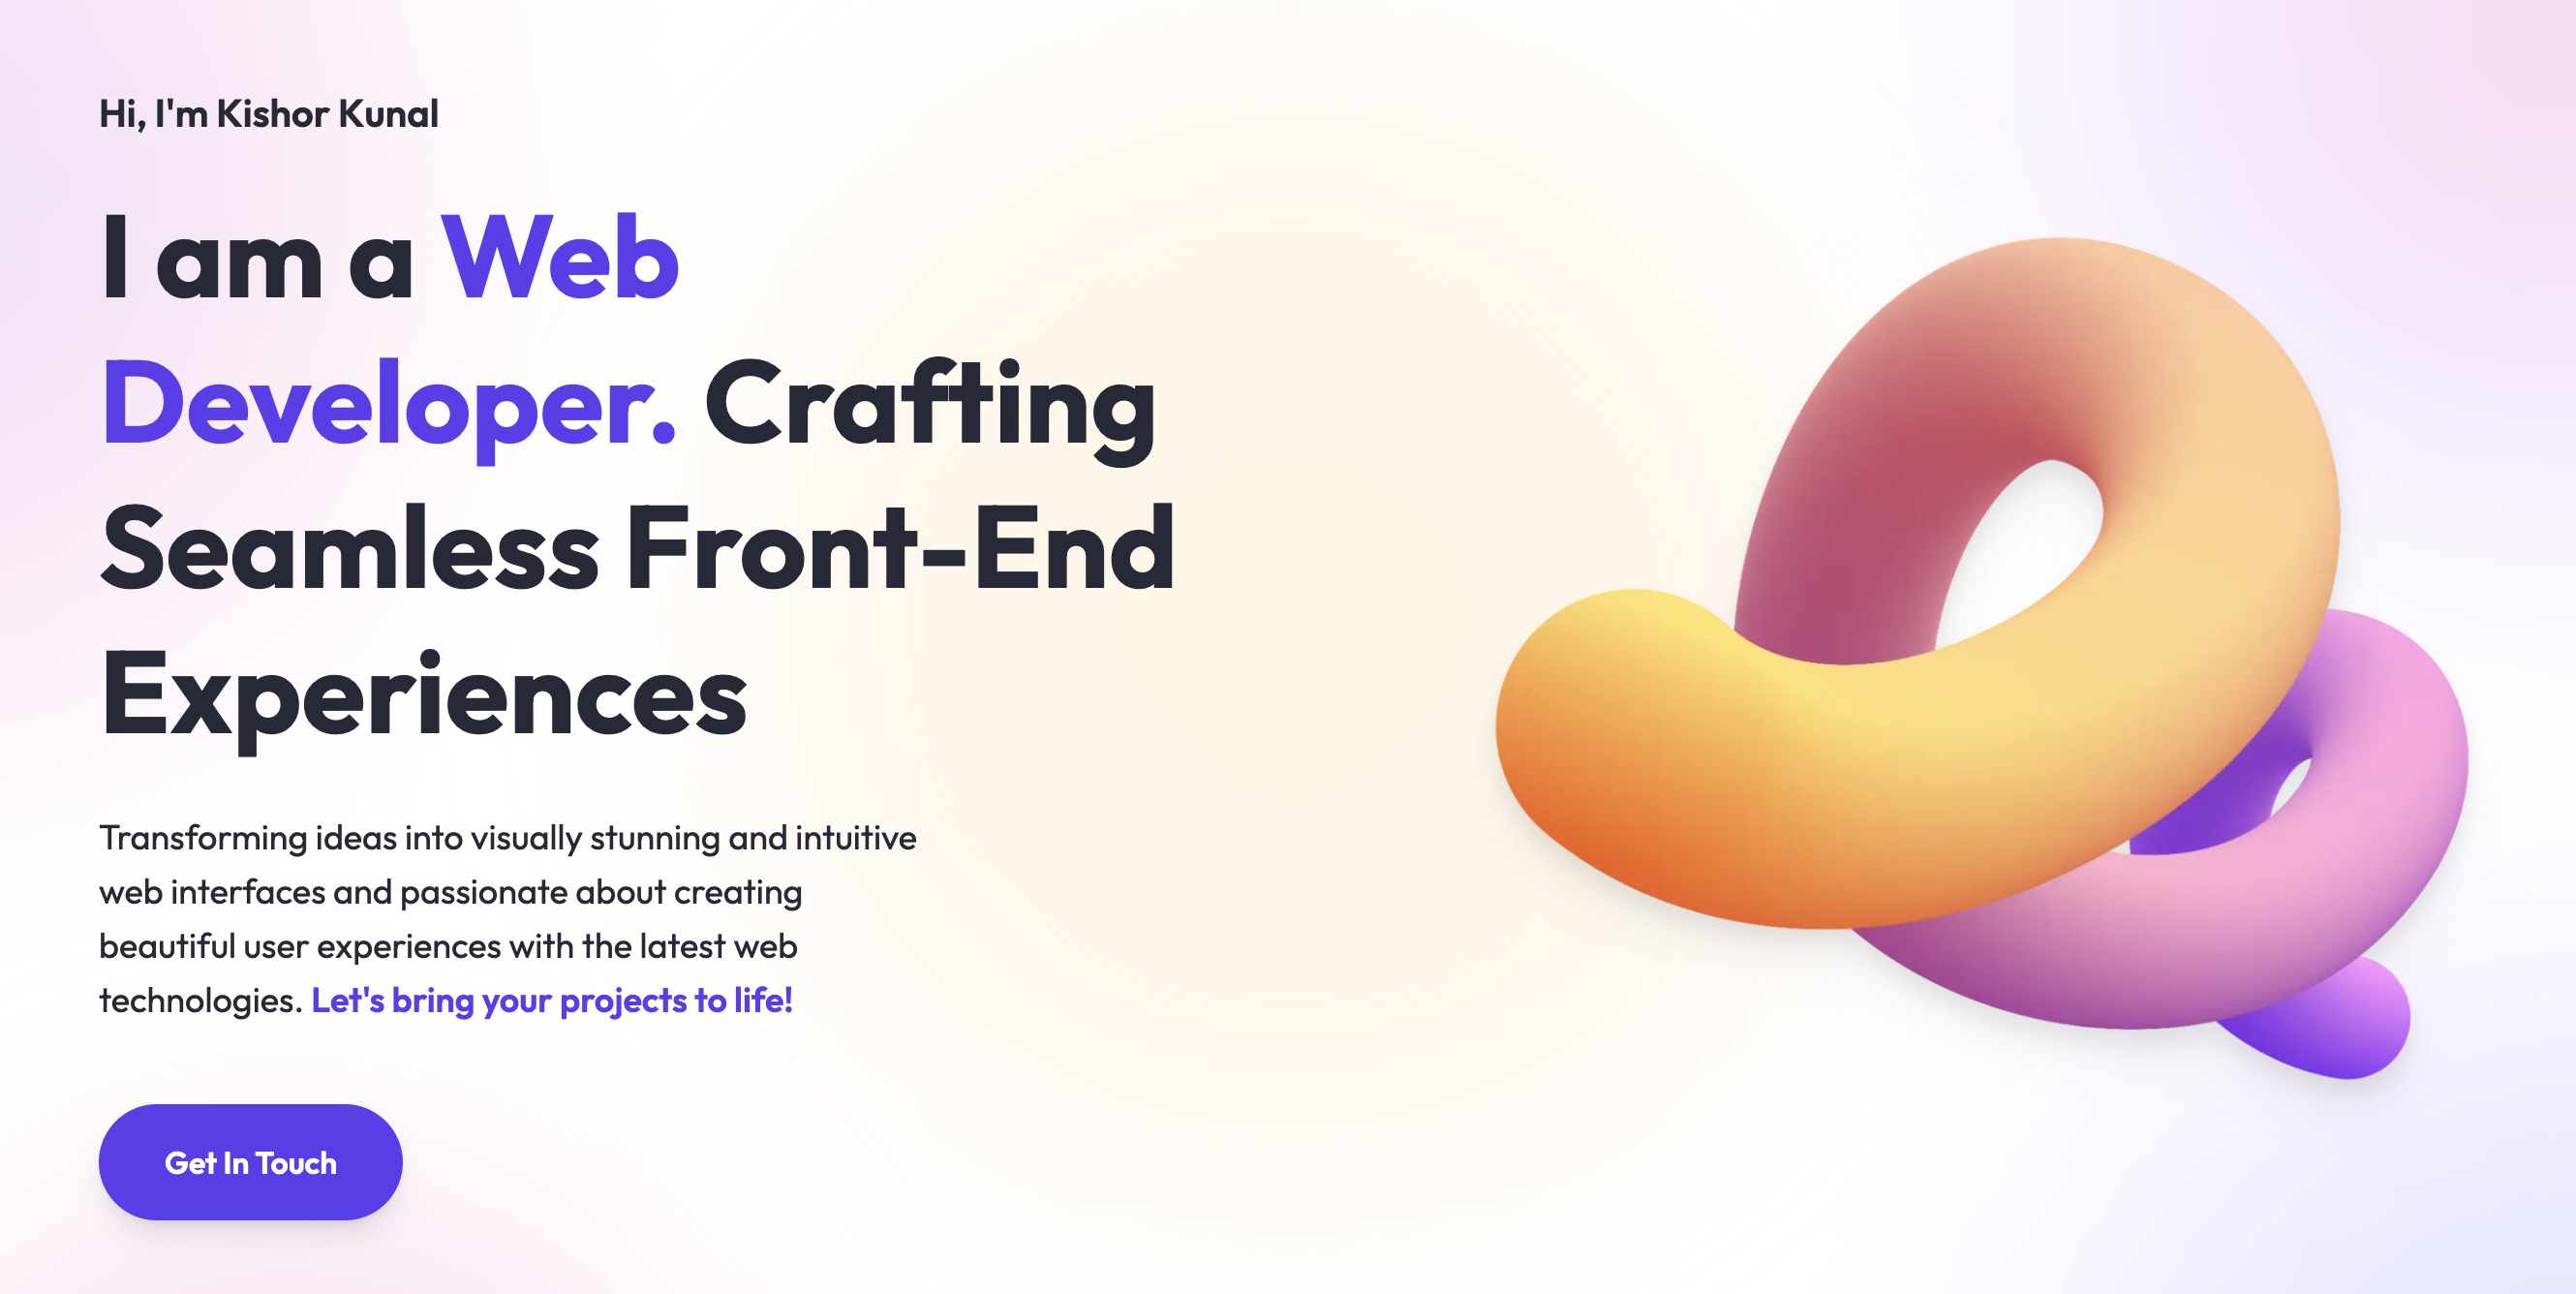 Hi, I'm Kishor Kunal
I am a Web
Developer. Crafting
Seamless Front-End
Experiences
Transforming ideas into visually stunning and intuitive
web interfaces and passionate about creating
beautiful user experiences with the latest web
technologies. Let's bring your projects to life!
Get In Touch